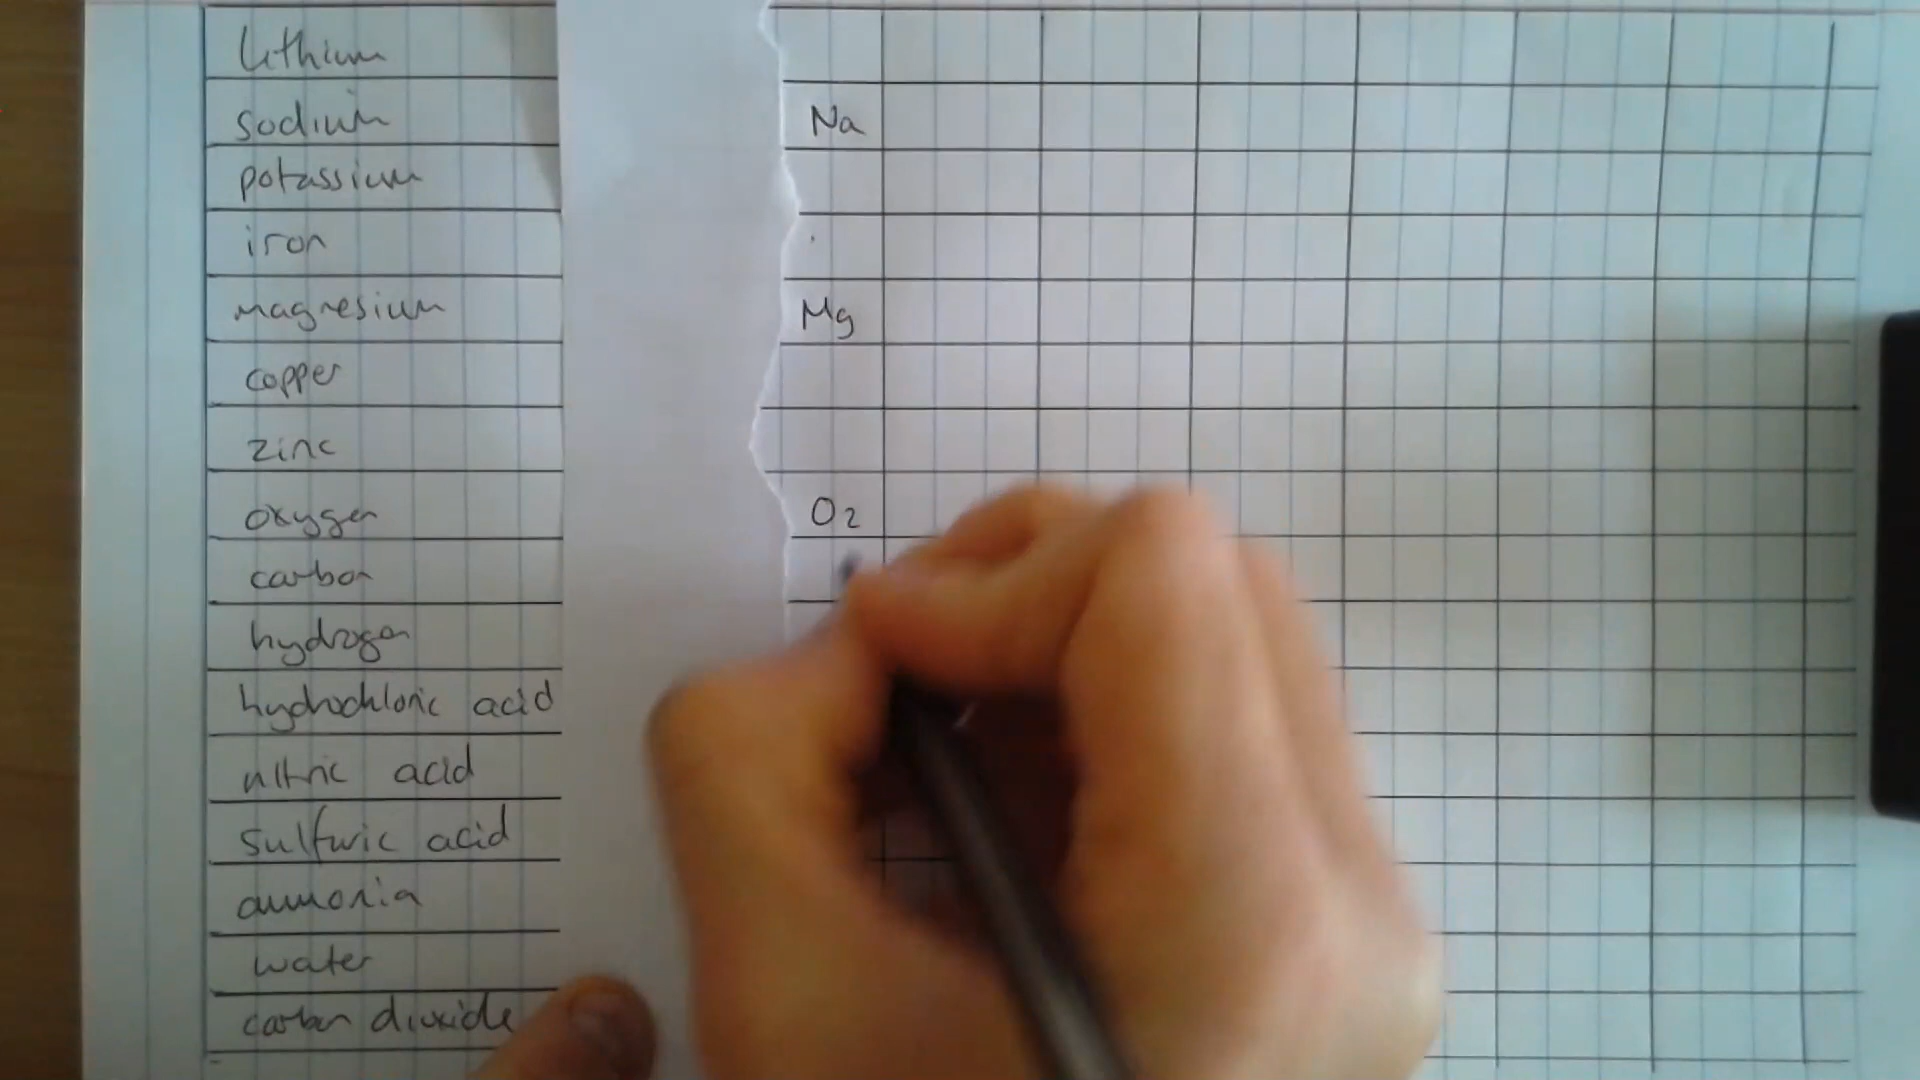 lithium
sodium Na
potassium
iron
magnesium Mg
copper
zinc
oxygen O2
carbon
hydrogen
hydrochloric acid
nitric acid
sulfuric acid
ammonia
water
carbon dioxide